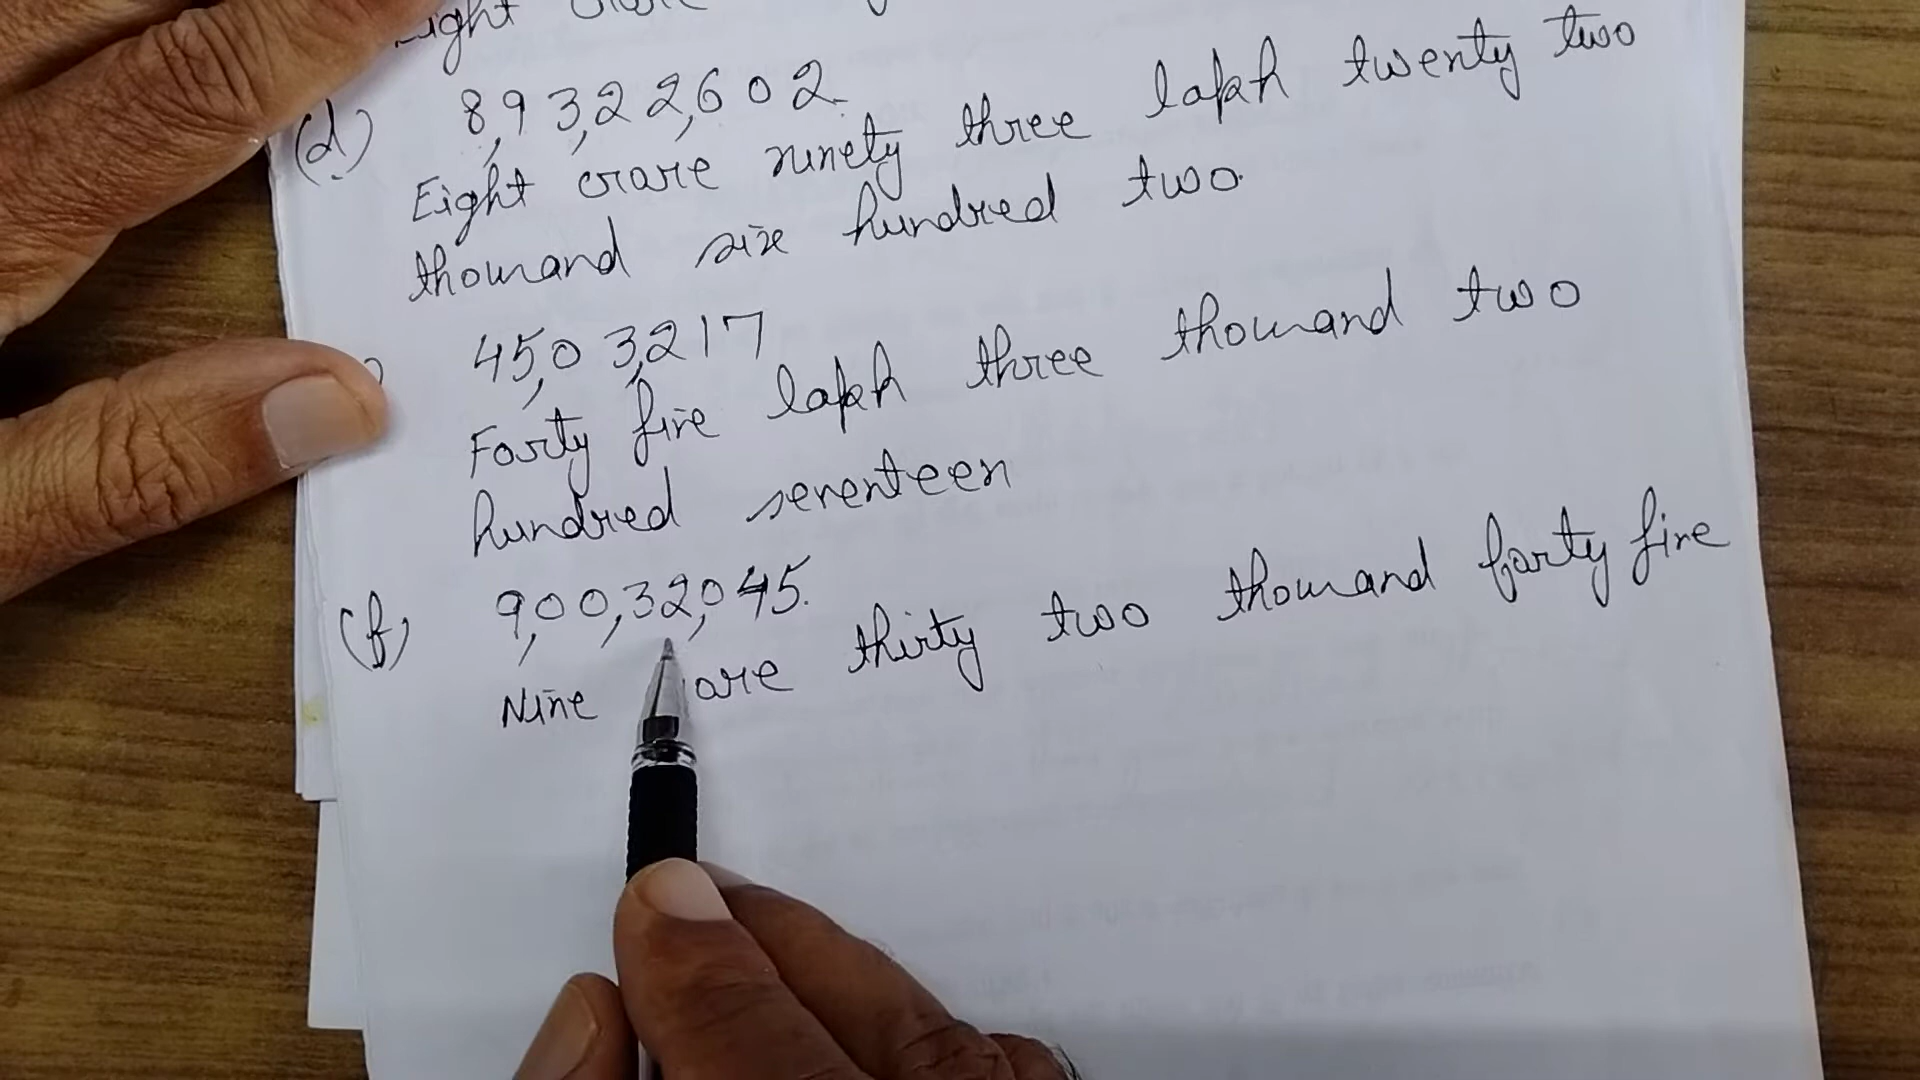 (d) 8,93,22,602.
Eight crore ninety three lakh twenty two
thousand six hundred two.
45,03,217
Forty five lakh three thousand two
hundred seventeen
(f) 9,00,32,045.
Nine thirty two thousand forty five